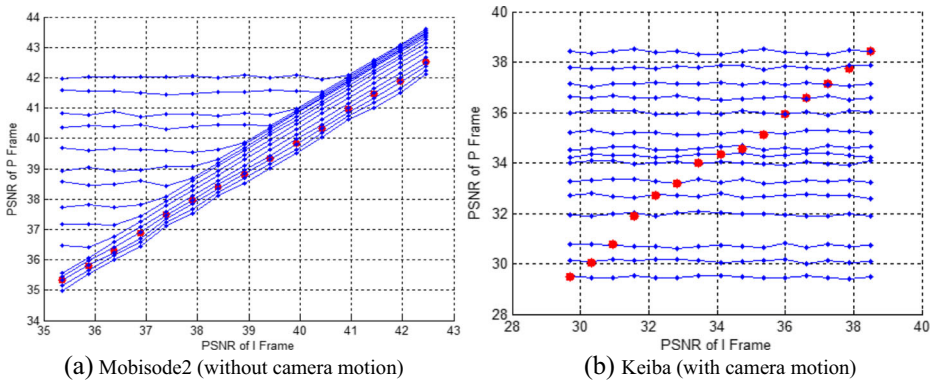 44
43
42
41
40
39
38
37
36
35
34
PSNR of P Frame
35 36 37 38 39 40 41 42 43
PSNR of I Frame
(a) Mobisode2 (without camera motion)
40
38
36
34
32
30
28
PSNR of P Frame
28 30 32 34 36 38 40
PSNR of I Frame
(b) Keiba (with camera motion)